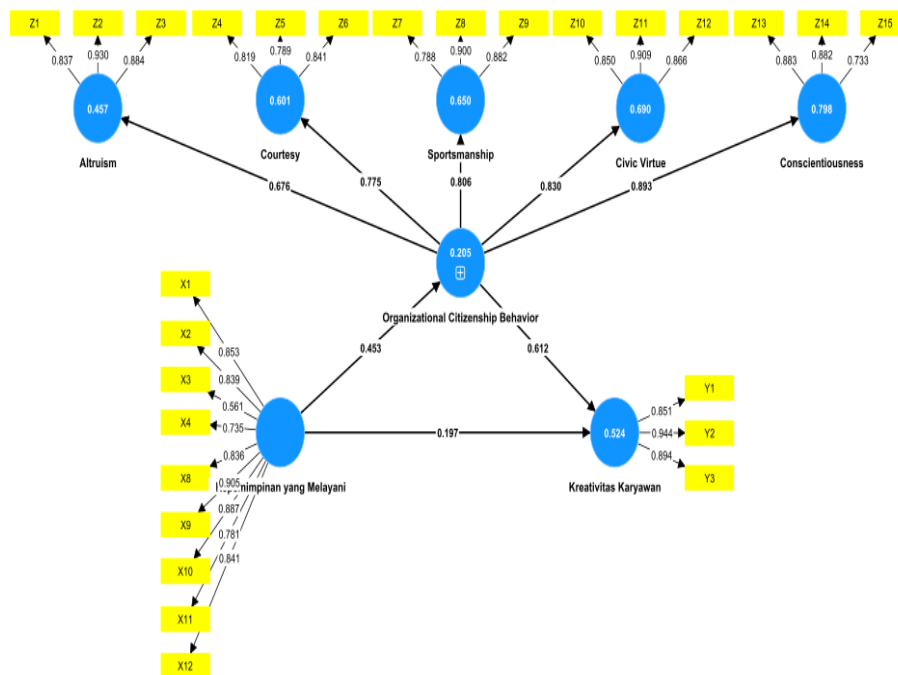 Z1 Z2 Z3 Z4 Z5 Z6 Z7 Z8 Z9 Z10 Z11 Z12 Z13 Z14 Z15
0.837 0.930 0.884 0.819 0.789 0.841 0.788 0.900 0.882 0.850 0.909 0.866 0.883 0.882 0.733
0.457 0.601 0.650 0.690 0.798
Altruism Courtesy Sportsmanship Civic Virtue Conscientiousness
0.676 0.775 0.806 0.830 0.893
0.205
Organizational Citizenship Behavior
0.453 0.612
X1
X2
X3
X4
X8
X9
X10
X11
X12
0.853
0.839
0.561
0.735
0.836
0.905
0.887
0.781
0.841
yang Melayani
0.197
0.524
Kreativitas Karyawan
Y1
Y2
Y3
0.851
0.944
0.894